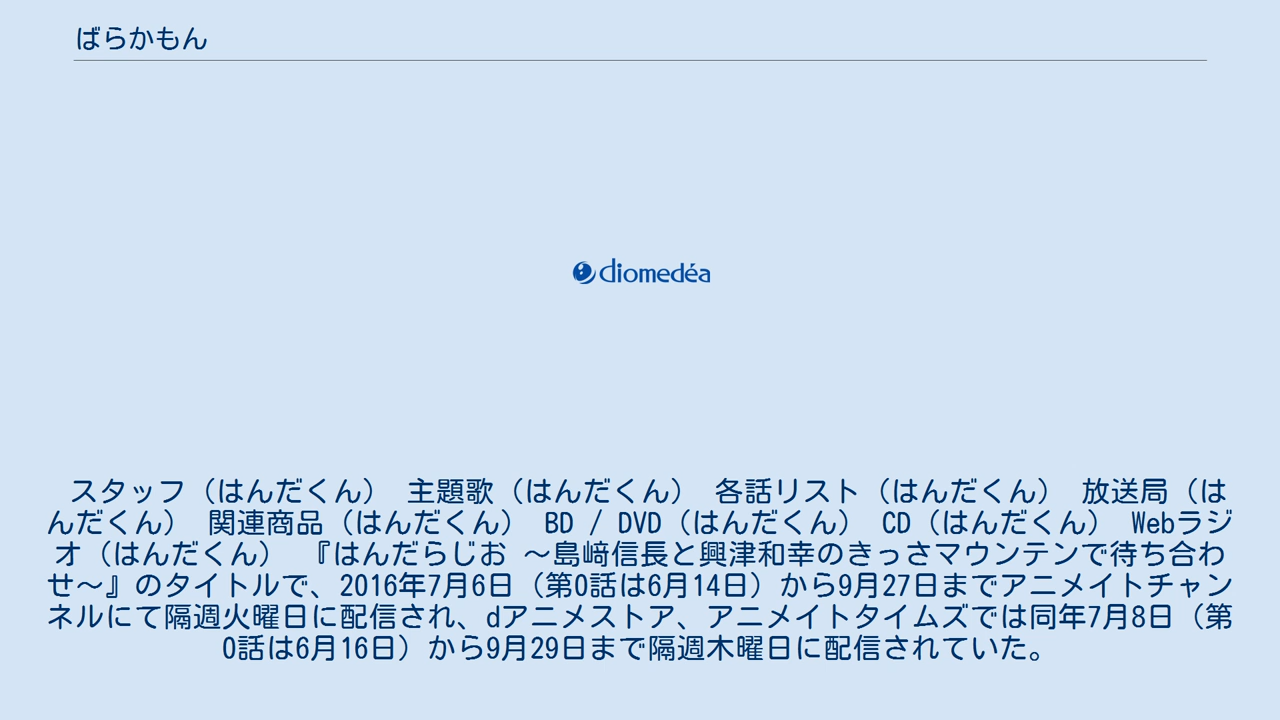 ばらかもん
diomedéa
スタッフ（はんだくん） 主題歌（はんだくん） 各話リスト（はんだくん） 放送局（は
んだくん） 関連商品（はんだくん） BD / DVD（はんだくん） CD（はんだくん） Webラジ
オ（はんだくん） 『はんだらじお ～島﨑信長と興津和幸のきっさマウンテンで待ち合わ
せ～』のタイトルで、2016年7月6日（第0話は6月14日）から9月27日までアニメイトチャン
ネルにて隔週火曜日に配信され、dアニメストア、アニメイトタイムズでは同年7月8日（第
0話は6月16日）から9月29日まで隔週木曜日に配信されていた。